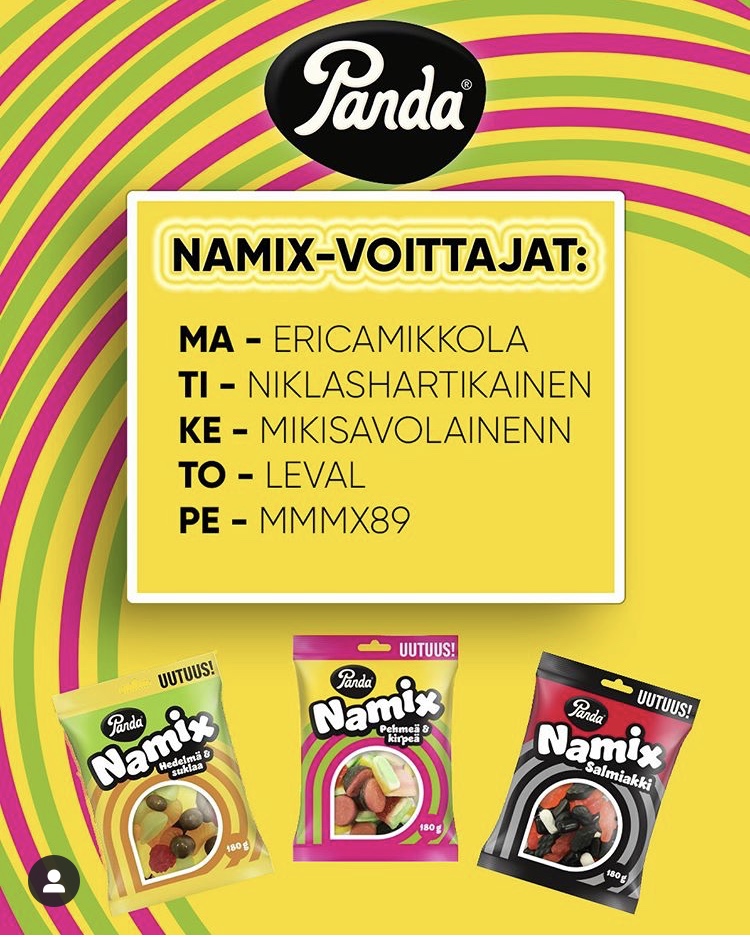 Panda®
NAMIX-VOITTAJAT:
MA - ERICAMIKKOLA
TI - NIKLASHARTIKAINEN
KE - MIKISAVOLAINENN
TO - LEVAL
PE - MMMX89
UUTUUS!
Panda
Namix
Hedelmä &
suklaa
180 g
UUTUUS!
Panda
Namix
Pehmeä &
kirpeä
180 g
UUTUUS!
Panda
Namix
Salmiakki
180 g